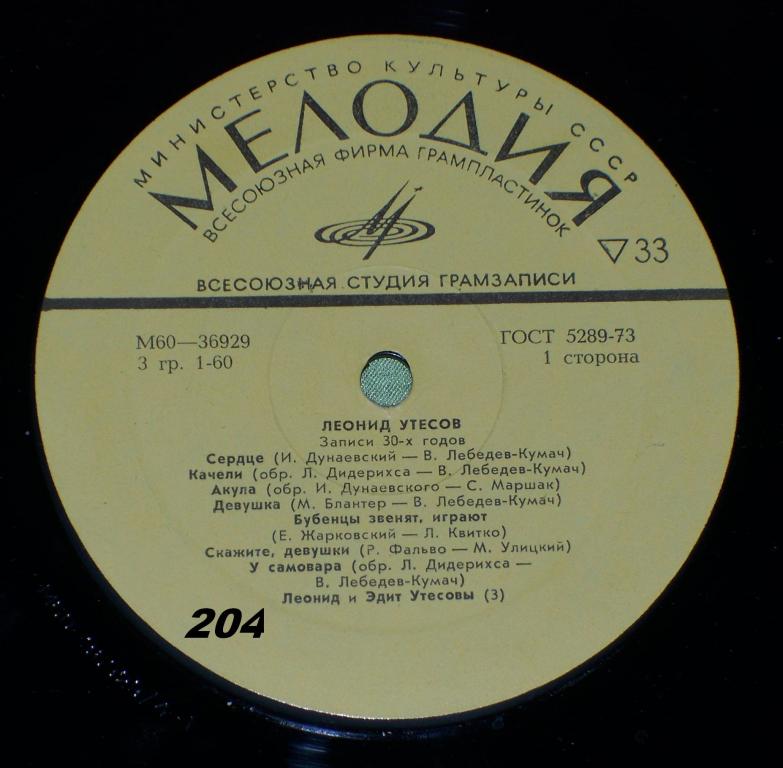 МИНИСТЕРСТВО КУЛЬТУРЫ СССР
МЕЛОДИЯ
ВСЕСОЮЗНАЯ ФИРМА ГРАМПЛАСТИНОК
33
ВСЕСОЮЗНАЯ СТУДИЯ ГРАМЗАПИСИ
М60—36929 ГОСТ 5289-73
3 гр. 1-60 1 сторона
ЛЕОНИД УТЕСОВ
Записи 30-х годов
Сердце (И. Дунаевский — В. Лебедев-Кумач)
Качели (обр. Л. Дидерихса — В. Лебедев-Кумач)
Акула (обр. И. Дунаевского — С. Маршак)
Девушка (М. Блантер — В. Лебедев-Кумач)
Бубенцы звенят, играют
(Е. Жарковский — Л. Квитко)
Скажите, девушки (Р. Фальво — М. Улицкий)
У самовара (обр. Л. Дидерихса —
В. Лебедев-Кумач)
Леонид и Эдит Утесовы (3)
204